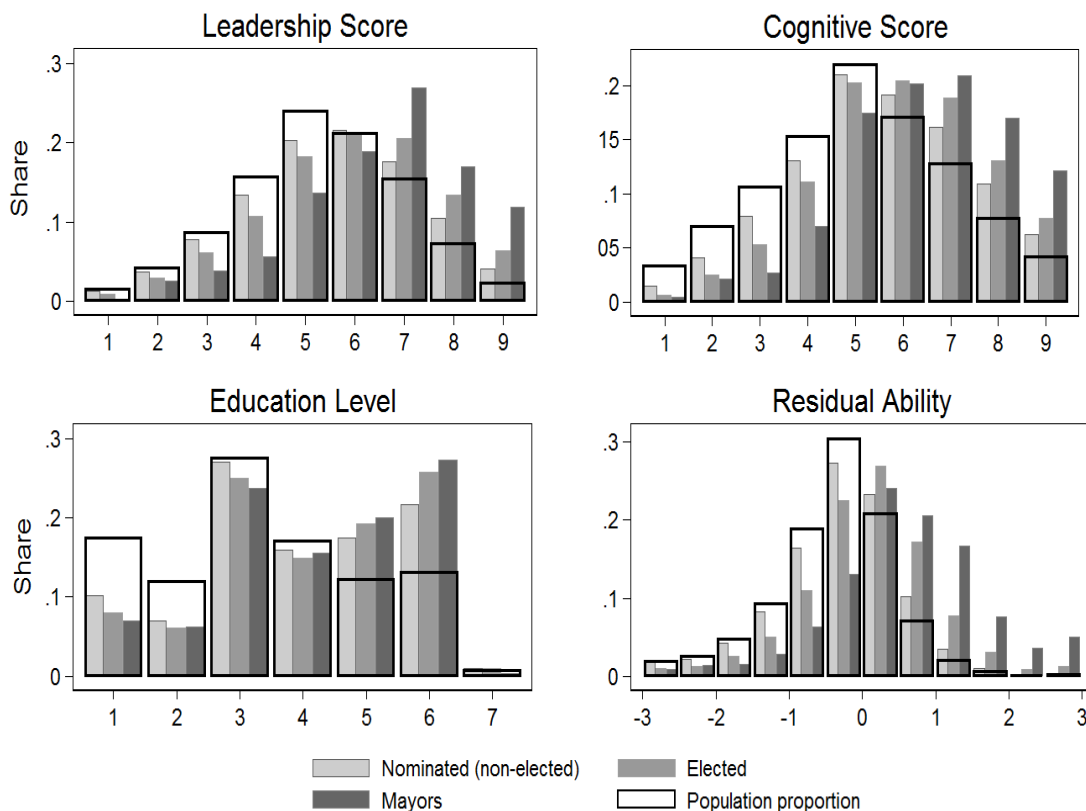 Leadership Score
.3
.2
.1
0
Share
1 2 3 4 5 6 7 8 9
Cognitive Score
.2
15
.1
05
0
1 2 3 4 5 6 7 8 9
Education Level
.3
.2
.1
0
Share
1 2 3 4 5 6 7
Residual Ability
.3
.2
.1
0
-3 -2 -1 0 1 2 3
Nominated (non-elected) Elected
Mayors Population proportion